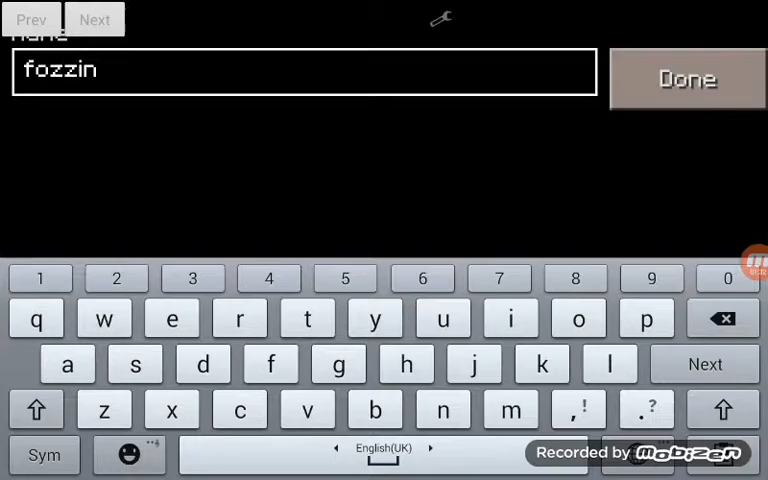 Prev Next
Name
fozzin
Done
1 2 3 4 5 6 7 8 9 0
q w e r t y u i o p
a s d f g h j k l Next
z x c v b n m ,! .?
Sym English(UK)
Recorded by mobizen